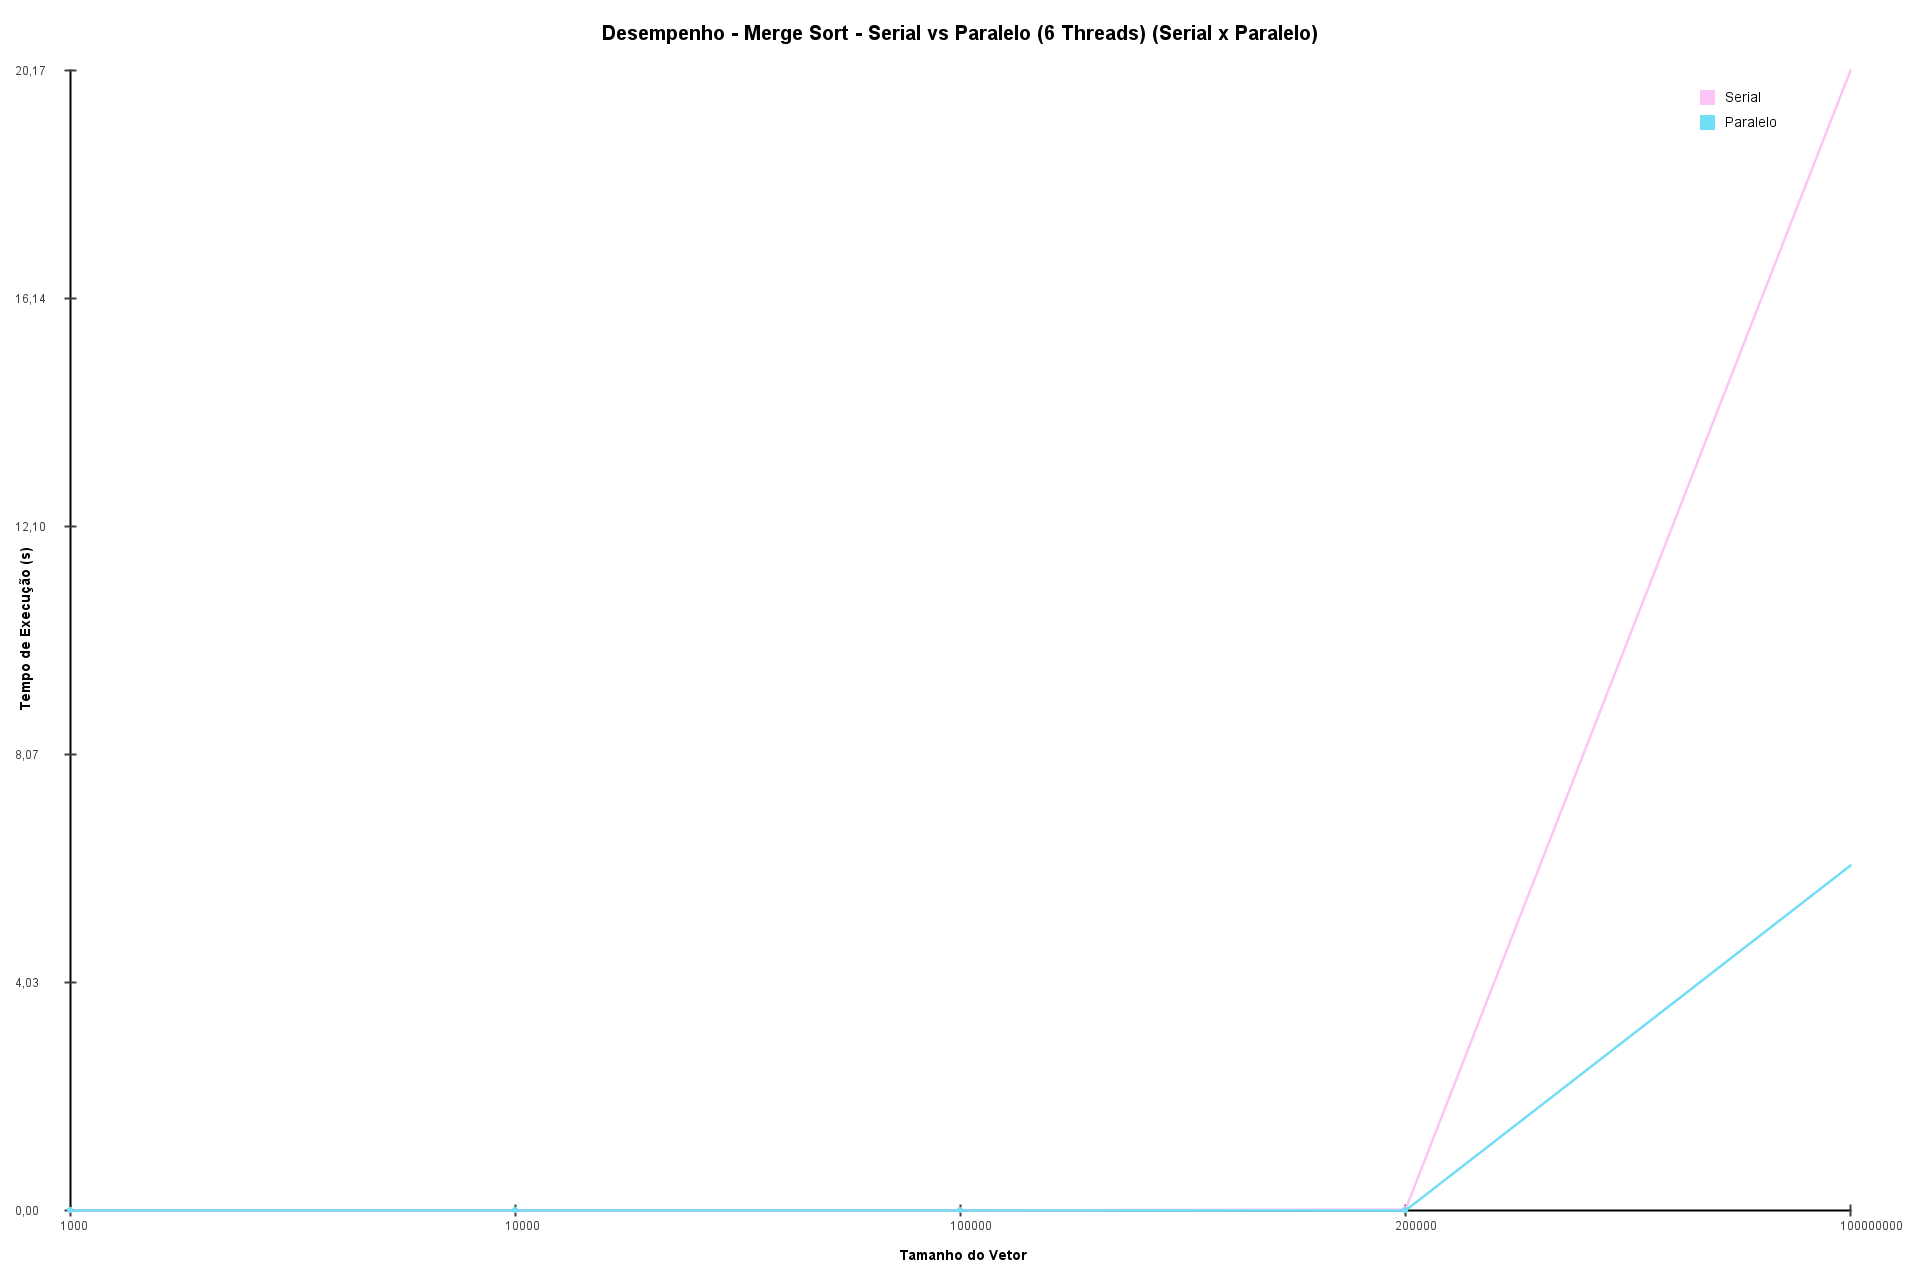 Desempenho - Merge Sort - Serial vs Paralelo (6 Threads) (Serial x Paralelo)
20,17
Serial
Paralelo
16,14
12,10
Tempo de Execução (s)
8,07
4,03
0,00
1000 10000 100000 200000 100000000
Tamanho do Vetor